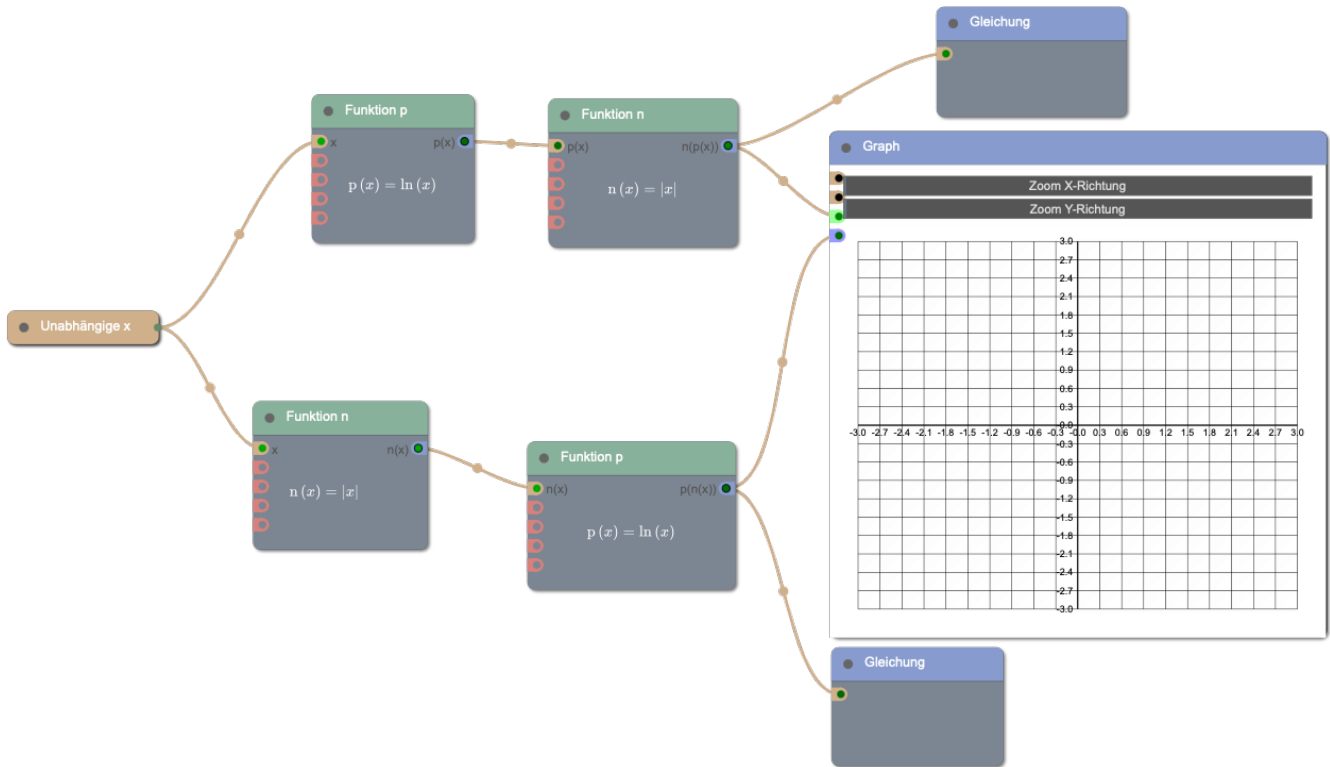 Gleichung
Funktion p
x
p(x)
p (x) = ln (x)
Funktion n
p(x)
n(p(x))
n (x) = |x|
Graph
Zoom X-Richtung
Zoom Y-Richtung
3.0
2.7
2.4
2.1
1.8
1.5
1.2
0.9
0.6
0.3
-0.0
-3.0 -2.7 -2.4 -2.1 -1.8 -1.5 -1.2 -0.9 -0.6 -0.3 -0.0 0.3 0.6 0.9 1.2 1.5 1.8 2.1 2.4 2.7 3.0
-0.3
-0.6
-0.9
-1.2
-1.5
-1.8
-2.1
-2.4
-2.7
-3.0
Unabhängige x
Funktion n
x
n(x)
n (x) = |x|
Funktion p
n(x)
p(n(x))
p (x) = ln (x)
Gleichung